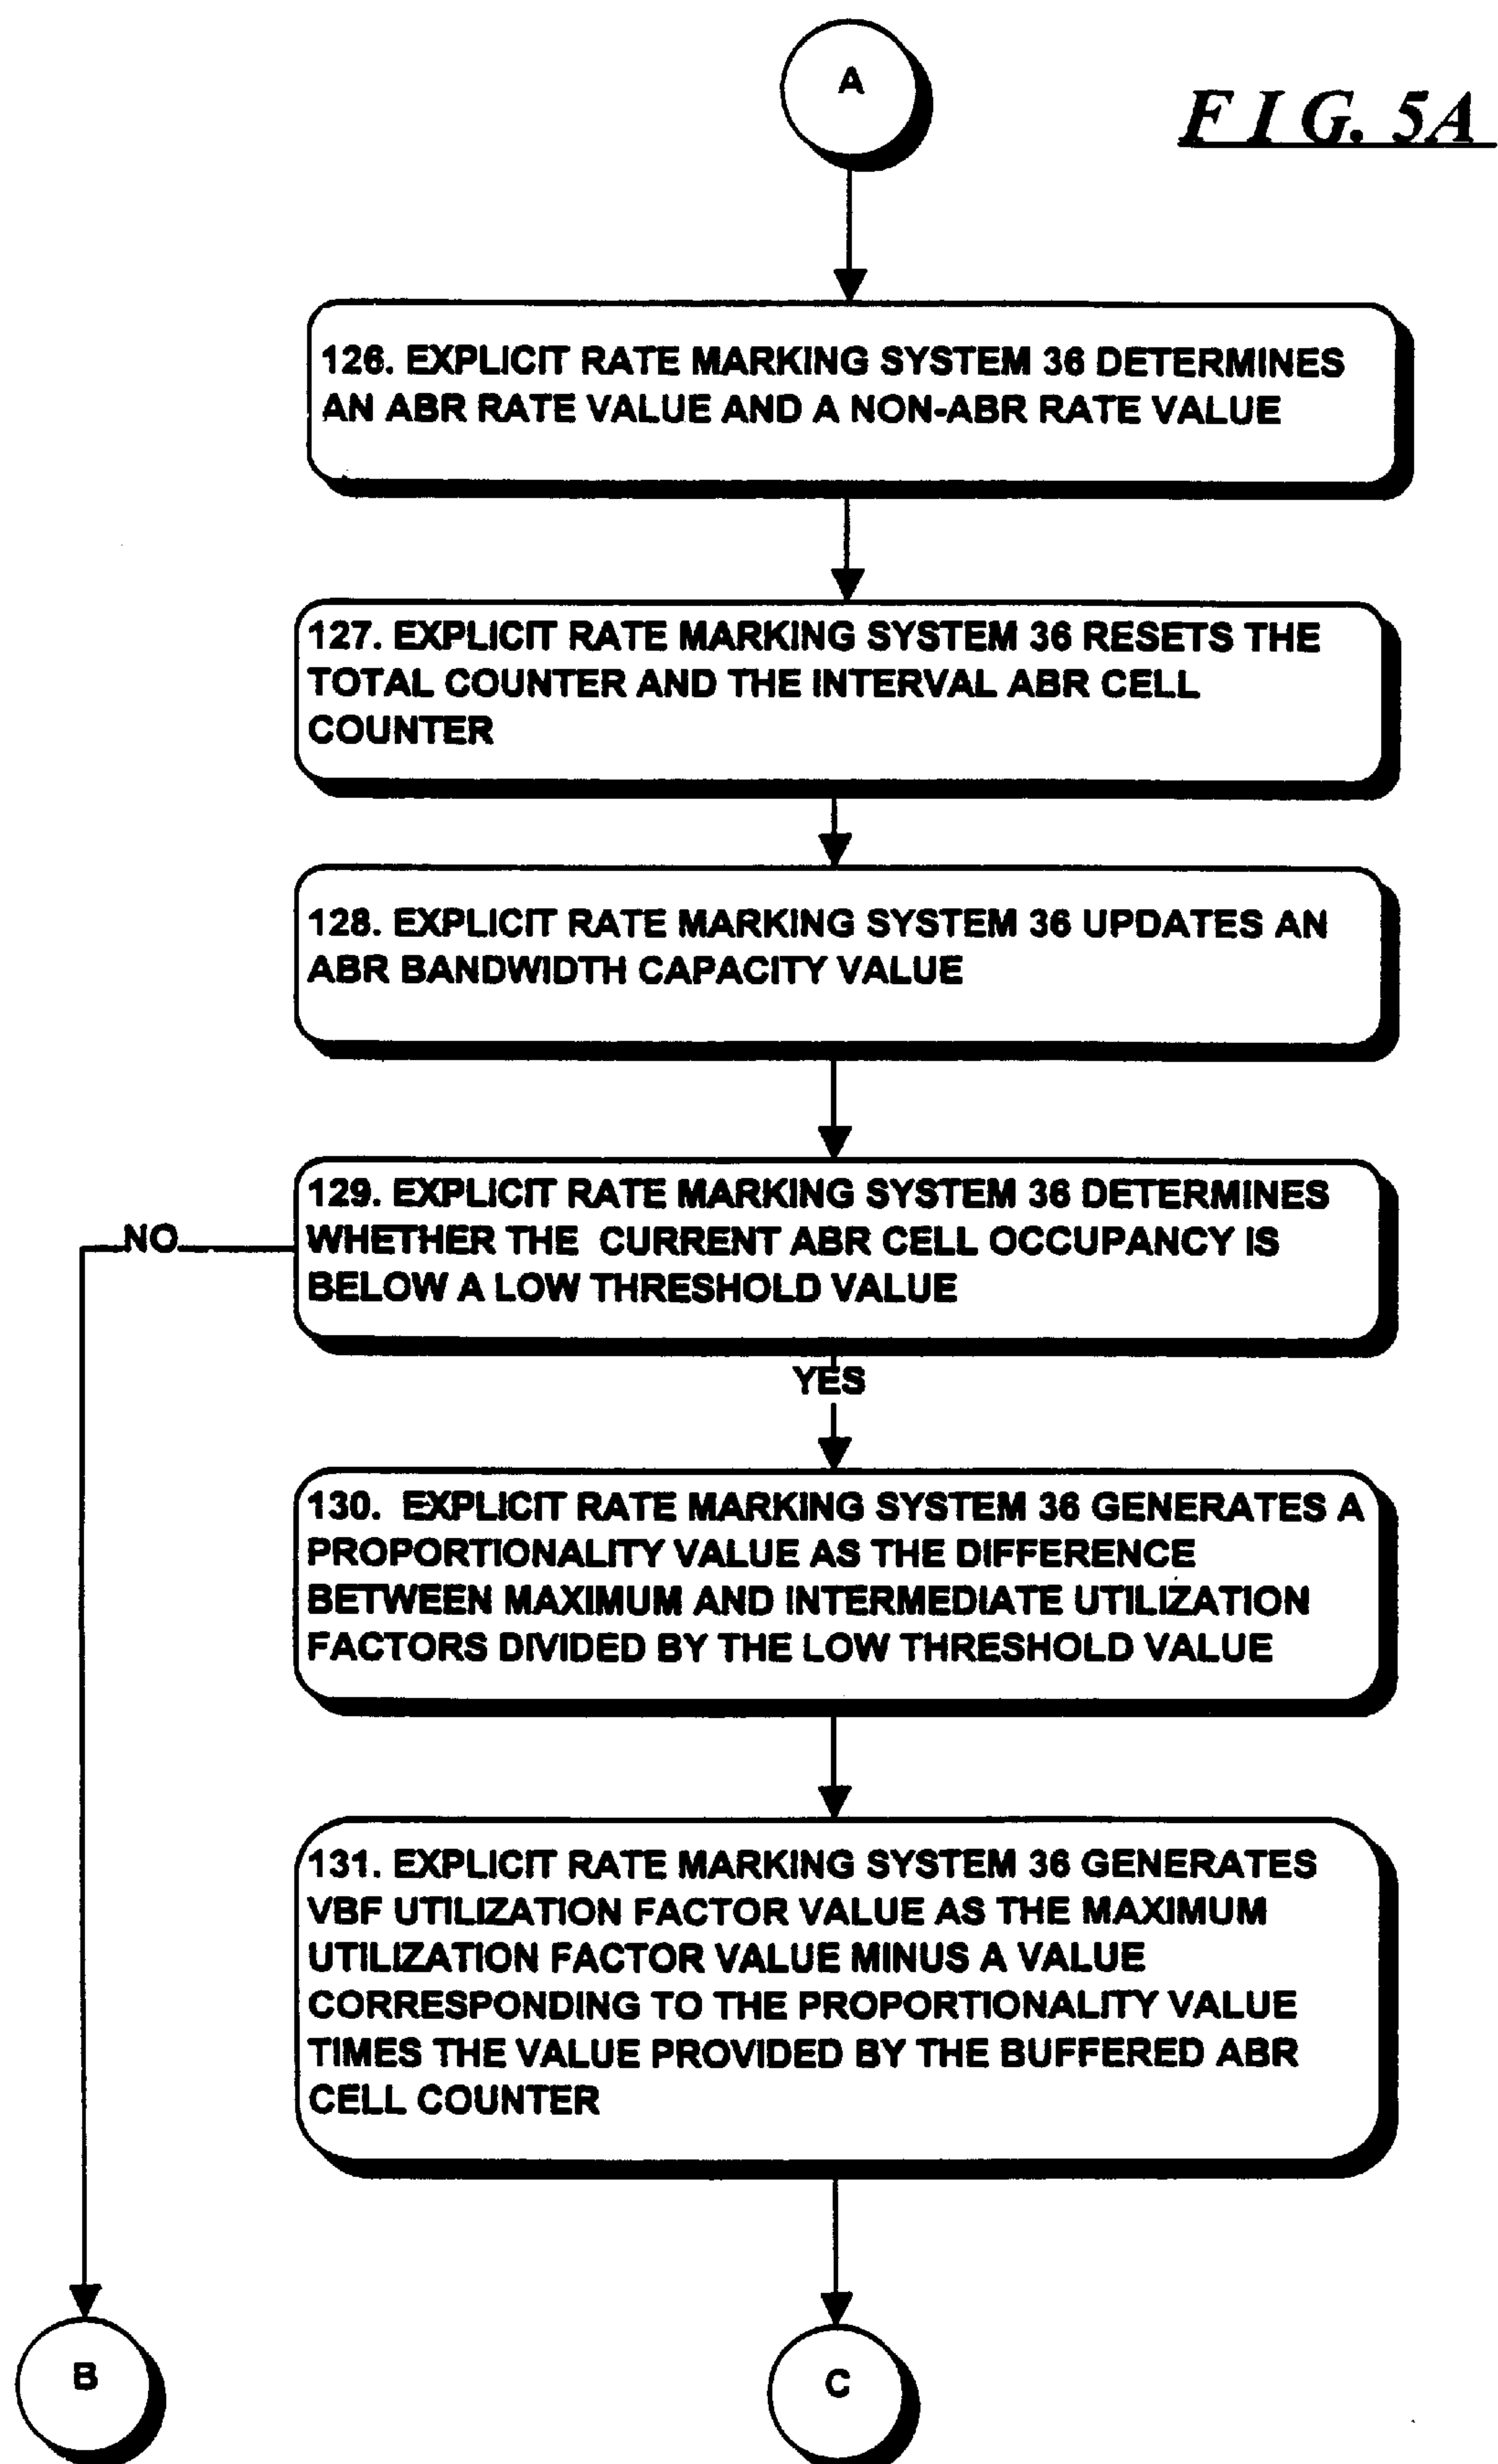 A
F I G. 5A
126. EXPLICIT RATE MARKING SYSTEM 36 DETERMINES
AN ABR RATE VALUE AND A NON-ABR RATE VALUE
127. EXPLICIT RATE MARKING SYSTEM 36 RESETS THE
TOTAL COUNTER AND THE INTERVAL ABR CELL
COUNTER
128. EXPLICIT RATE MARKING SYSTEM 36 UPDATES AN
ABR BANDWIDTH CAPACITY VALUE
129. EXPLICIT RATE MARKING SYSTEM 36 DETERMINES
WHETHER THE CURRENT ABR CELL OCCUPANCY IS
BELOW A LOW THRESHOLD VALUE
NO
YES
130. EXPLICIT RATE MARKING SYSTEM 36 GENERATES A
PROPORTIONALITY VALUE AS THE DIFFERENCE
BETWEEN MAXIMUM AND INTERMEDIATE UTILIZATION
FACTORS DIVIDED BY THE LOW THRESHOLD VALUE
131. EXPLICIT RATE MARKING SYSTEM 36 GENERATES
VBF UTILIZATION FACTOR VALUE AS THE MAXIMUM
UTILIZATION FACTOR VALUE MINUS A VALUE
CORRESPONDING TO THE PROPORTIONALITY VALUE
TIMES THE VALUE PROVIDED BY THE BUFFERED ABR
CELL COUNTER
B
C